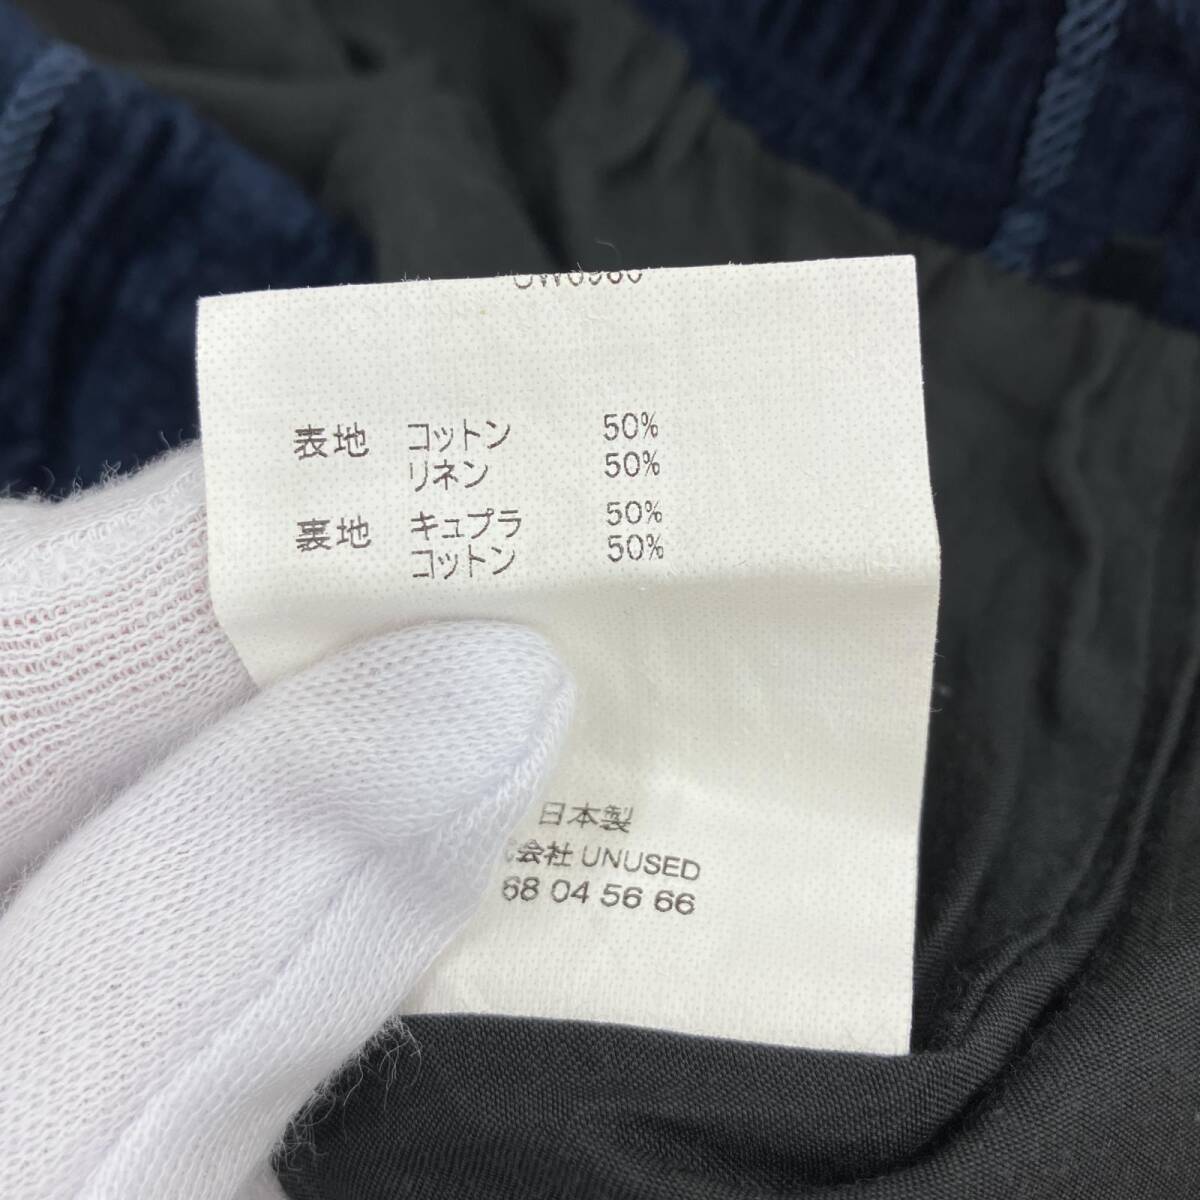 UW0980
表地 コットン 50%
リネン 50%
裏地 キュプラ 50%
コットン 50%
日本製
会社 UNUSED
68 04 56 66